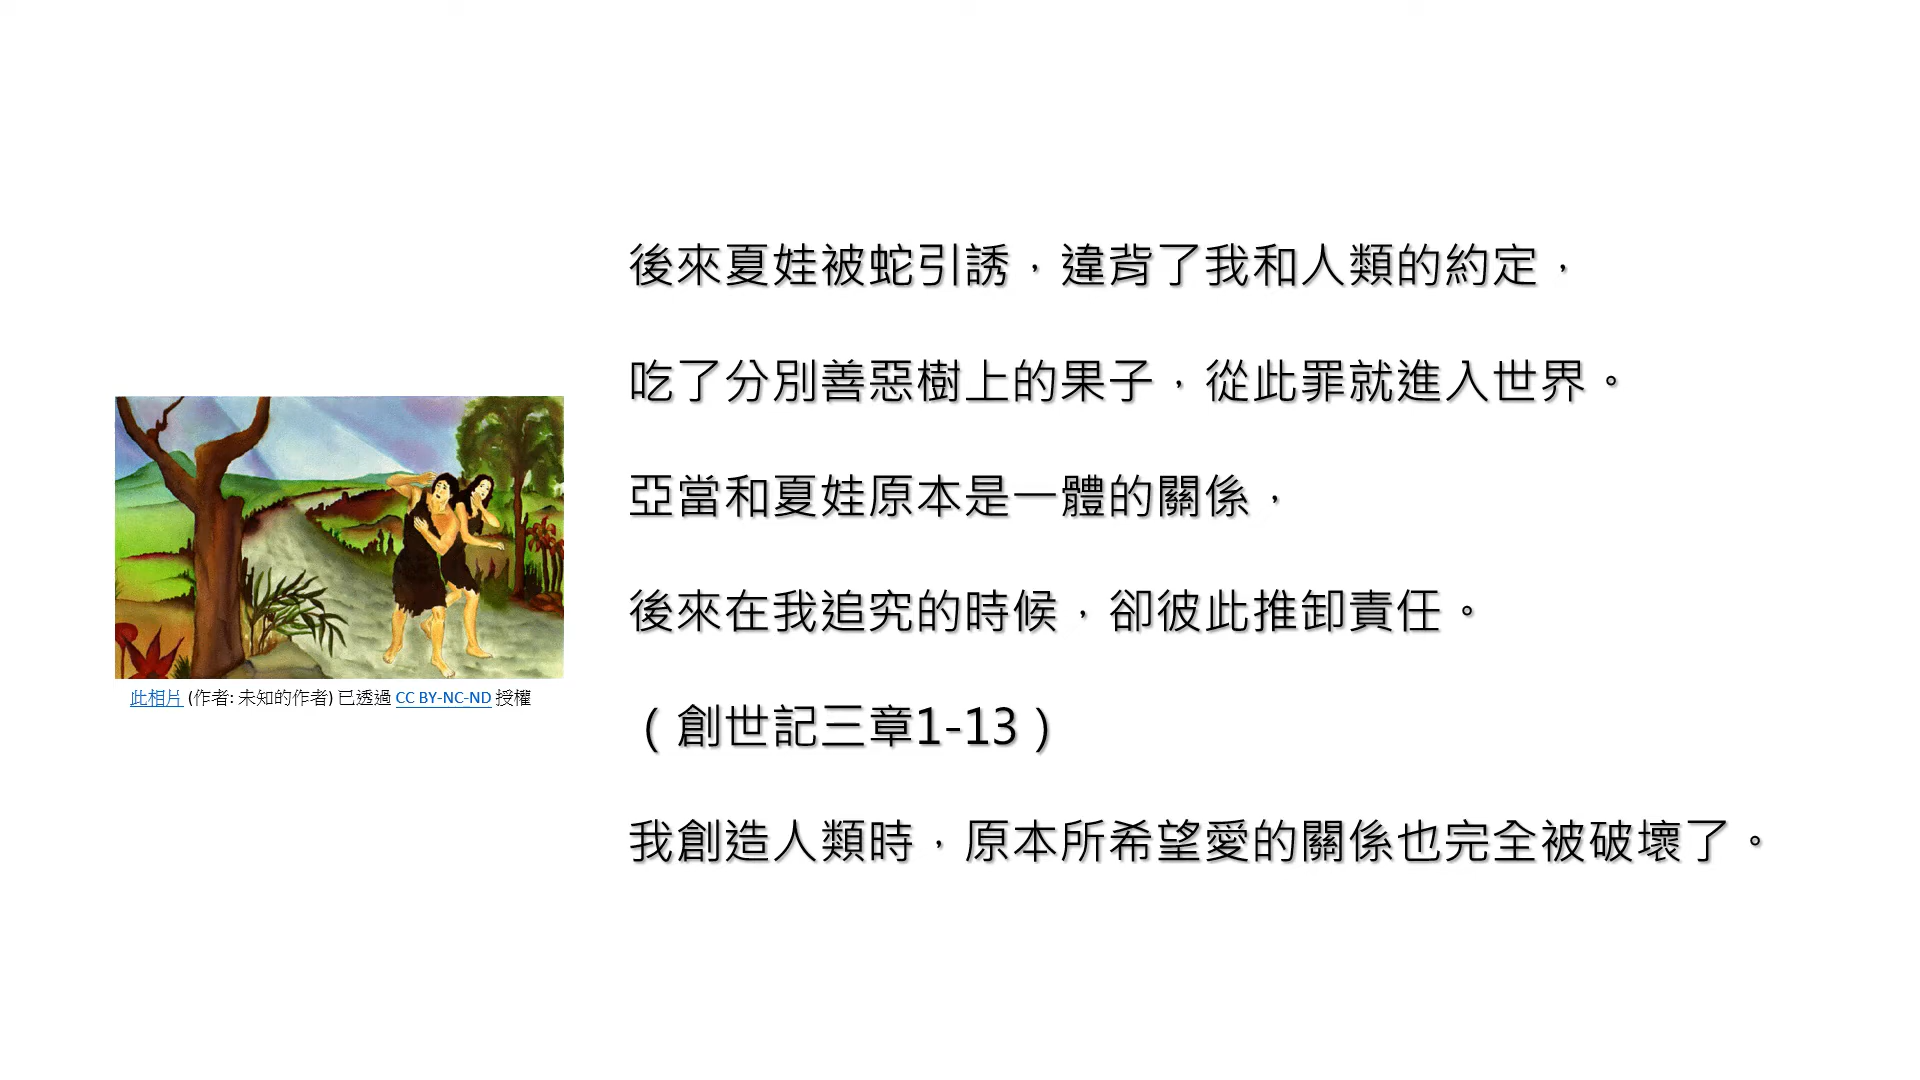 後來夏娃被蛇引誘，違背了我和人類的約定，
吃了分別善惡樹上的果子，從此罪就進入世界。
亞當和夏娃原本是一體的關係，
後來在我追究的時候，卻彼此推卸責任。
（創世記三章1-13）
我創造人類時，原本所希望愛的關係也完全被破壞了。
此相片 (作者: 未知的作者) 已透過 CC BY-NC-ND 授權